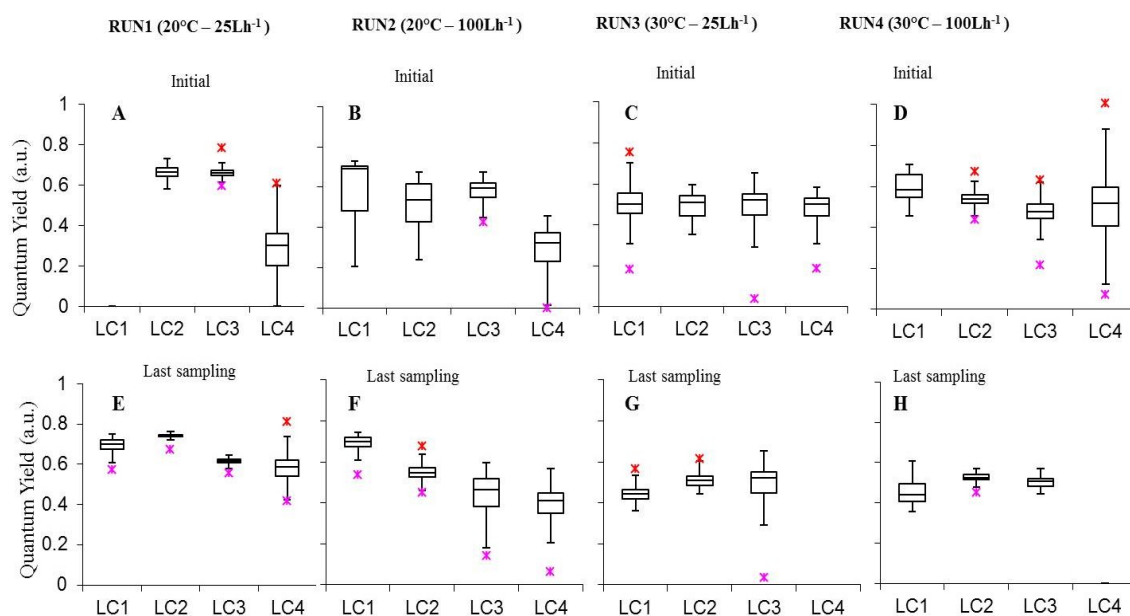 RUN1 (20°C – 25Lh⁻¹) RUN2 (20°C – 100Lh⁻¹) RUN3 (30°C – 25Lh⁻¹) RUN4 (30°C – 100Lh⁻¹)
Initial Initial Initial Initial
A B C D
Quantum Yield (a.u.)
1
0.8
0.6
0.4
0.2
0
LC1 LC2 LC3 LC4 LC1 LC2 LC3 LC4 LC1 LC2 LC3 LC4 LC1 LC2 LC3 LC4
Last sampling Last sampling Last sampling Last sampling
E F G H
Quantum Yield (a.u.)
1
0.8
0.6
0.4
0.2
0
LC1 LC2 LC3 LC4 LC1 LC2 LC3 LC4 LC1 LC2 LC3 LC4 LC1 LC2 LC3 LC4